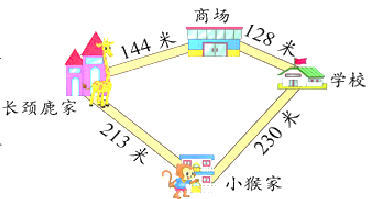 商场
144 米
128 米
学校
长颈鹿家
213 米
230 米
小猴家